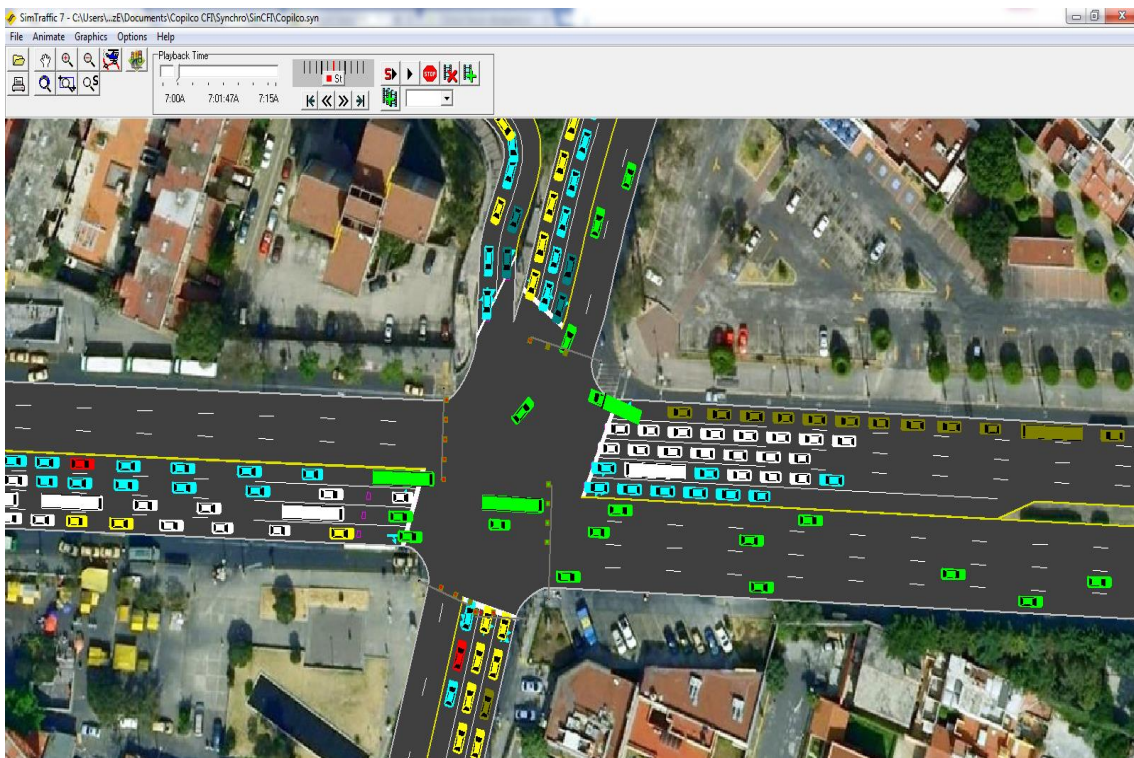 SimTraffic 7 - C:\Users\...zE\Documents\Copilco CFI\Synchro\SinCFI\Copilco.syn
File Animate Graphics Options Help
Playback Time
7:00A 7:01:47A 7:15A
St
S
STOP
S